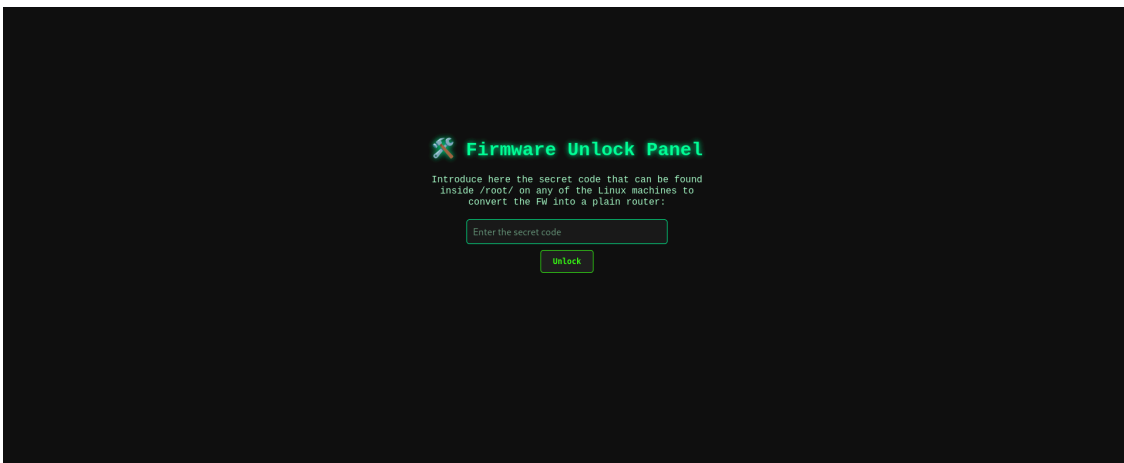 🛠️ Firmware Unlock Panel
Introduce here the secret code that can be found
inside /root/ on any of the Linux machines to
convert the FW into a plain router:
Enter the secret code
Unlock